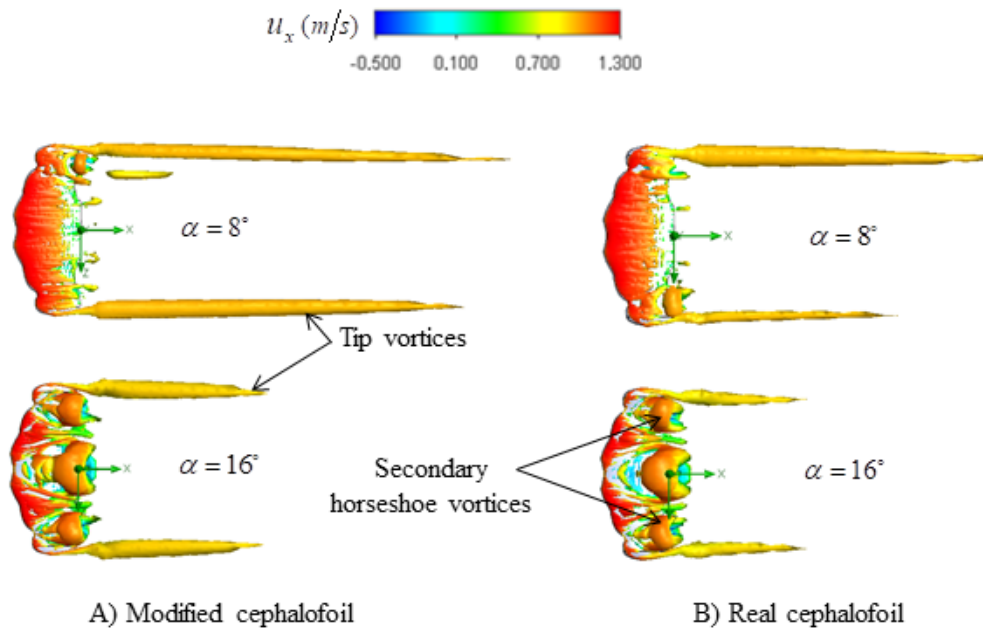 u_x (m/s)
-0.500 0.100 0.700 1.300
α = 8°
x
z
α = 8°
x
Tip vortices
α = 16°
x
Secondary
horseshoe vortices
α = 16°
x
A) Modified cephalofoil
B) Real cephalofoil